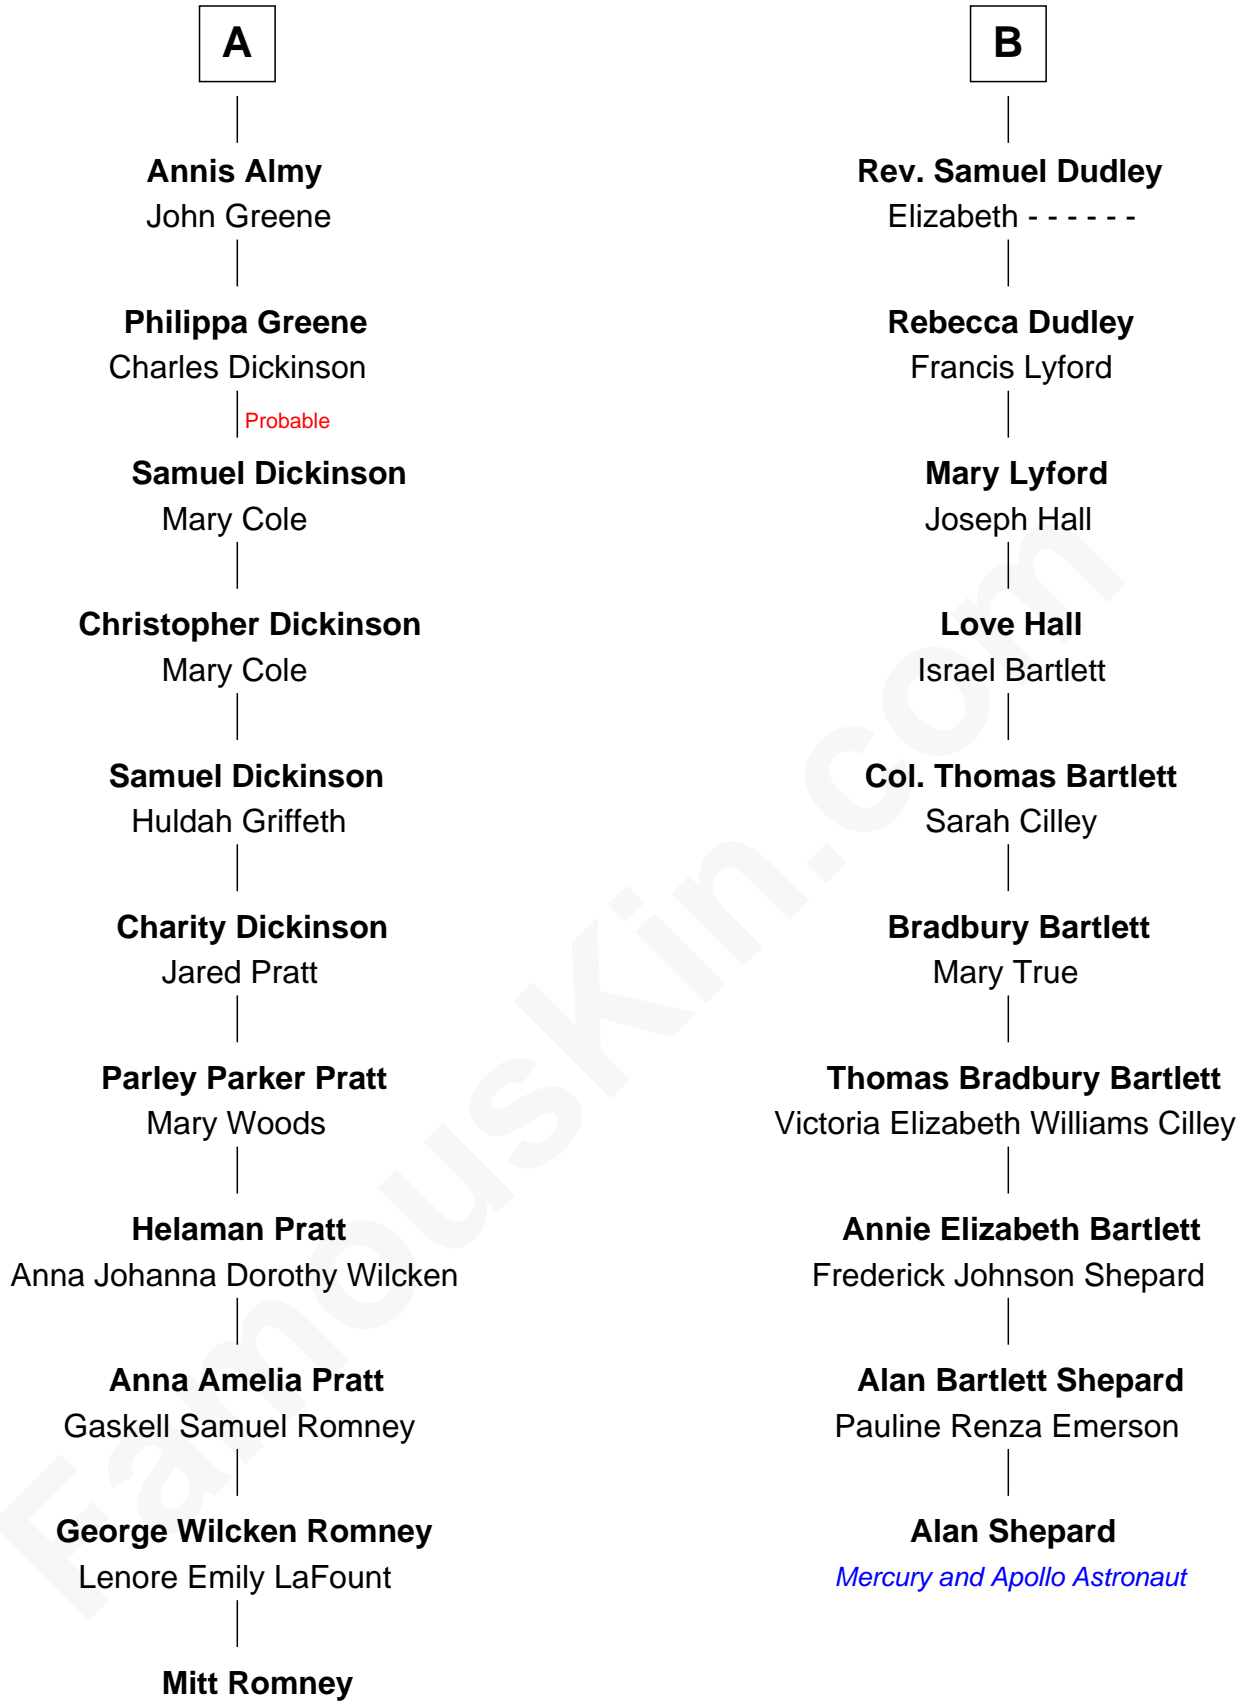 A
Annis Almy
John Greene
Philippa Greene
Charles Dickinson
Probable
Samuel Dickinson
Mary Cole
Christopher Dickinson
Mary Cole
Samuel Dickinson
Huldah Griffeth
Charity Dickinson
Jared Pratt
Parley Parker Pratt
Mary Woods
Helaman Pratt
Anna Johanna Dorothy Wilcken
Anna Amelia Pratt
Gaskell Samuel Romney
George Wilcken Romney
Lenore Emily LaFount
Mitt Romney
B
Rev. Samuel Dudley
Elizabeth - - - - - -
Rebecca Dudley
Francis Lyford
Mary Lyford
Joseph Hall
Love Hall
Israel Bartlett
Col. Thomas Bartlett
Sarah Cilley
Bradbury Bartlett
Mary True
Thomas Bradbury Bartlett
Victoria Elizabeth Williams Cilley
Annie Elizabeth Bartlett
Frederick Johnson Shepard
Alan Bartlett Shepard
Pauline Renza Emerson
Alan Shepard
Mercury and Apollo Astronaut
FamousKin.com